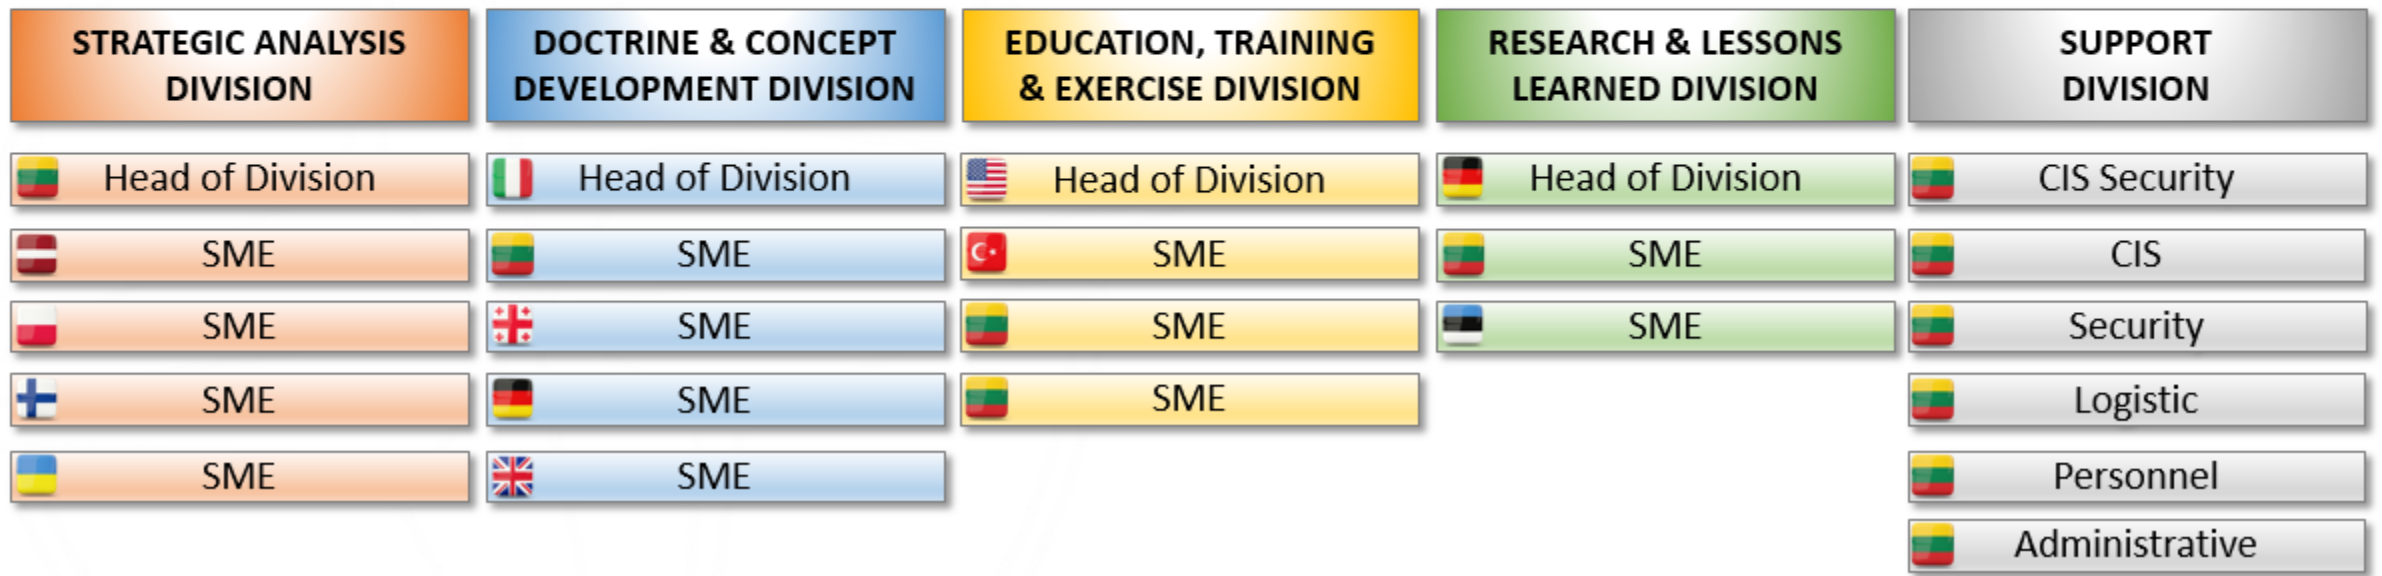 STRATEGIC ANALYSIS
DIVISION
Head of Division
SME
SME
SME
SME
DOCTRINE & CONCEPT
DEVELOPMENT DIVISION
Head of Division
SME
SME
SME
SME
EDUCATION, TRAINING
& EXERCISE DIVISION
Head of Division
SME
SME
SME
RESEARCH & LESSONS
LEARNED DIVISION
Head of Division
SME
SME
SUPPORT
DIVISION
CIS Security
CIS
Security
Logistic
Personnel
Administrative